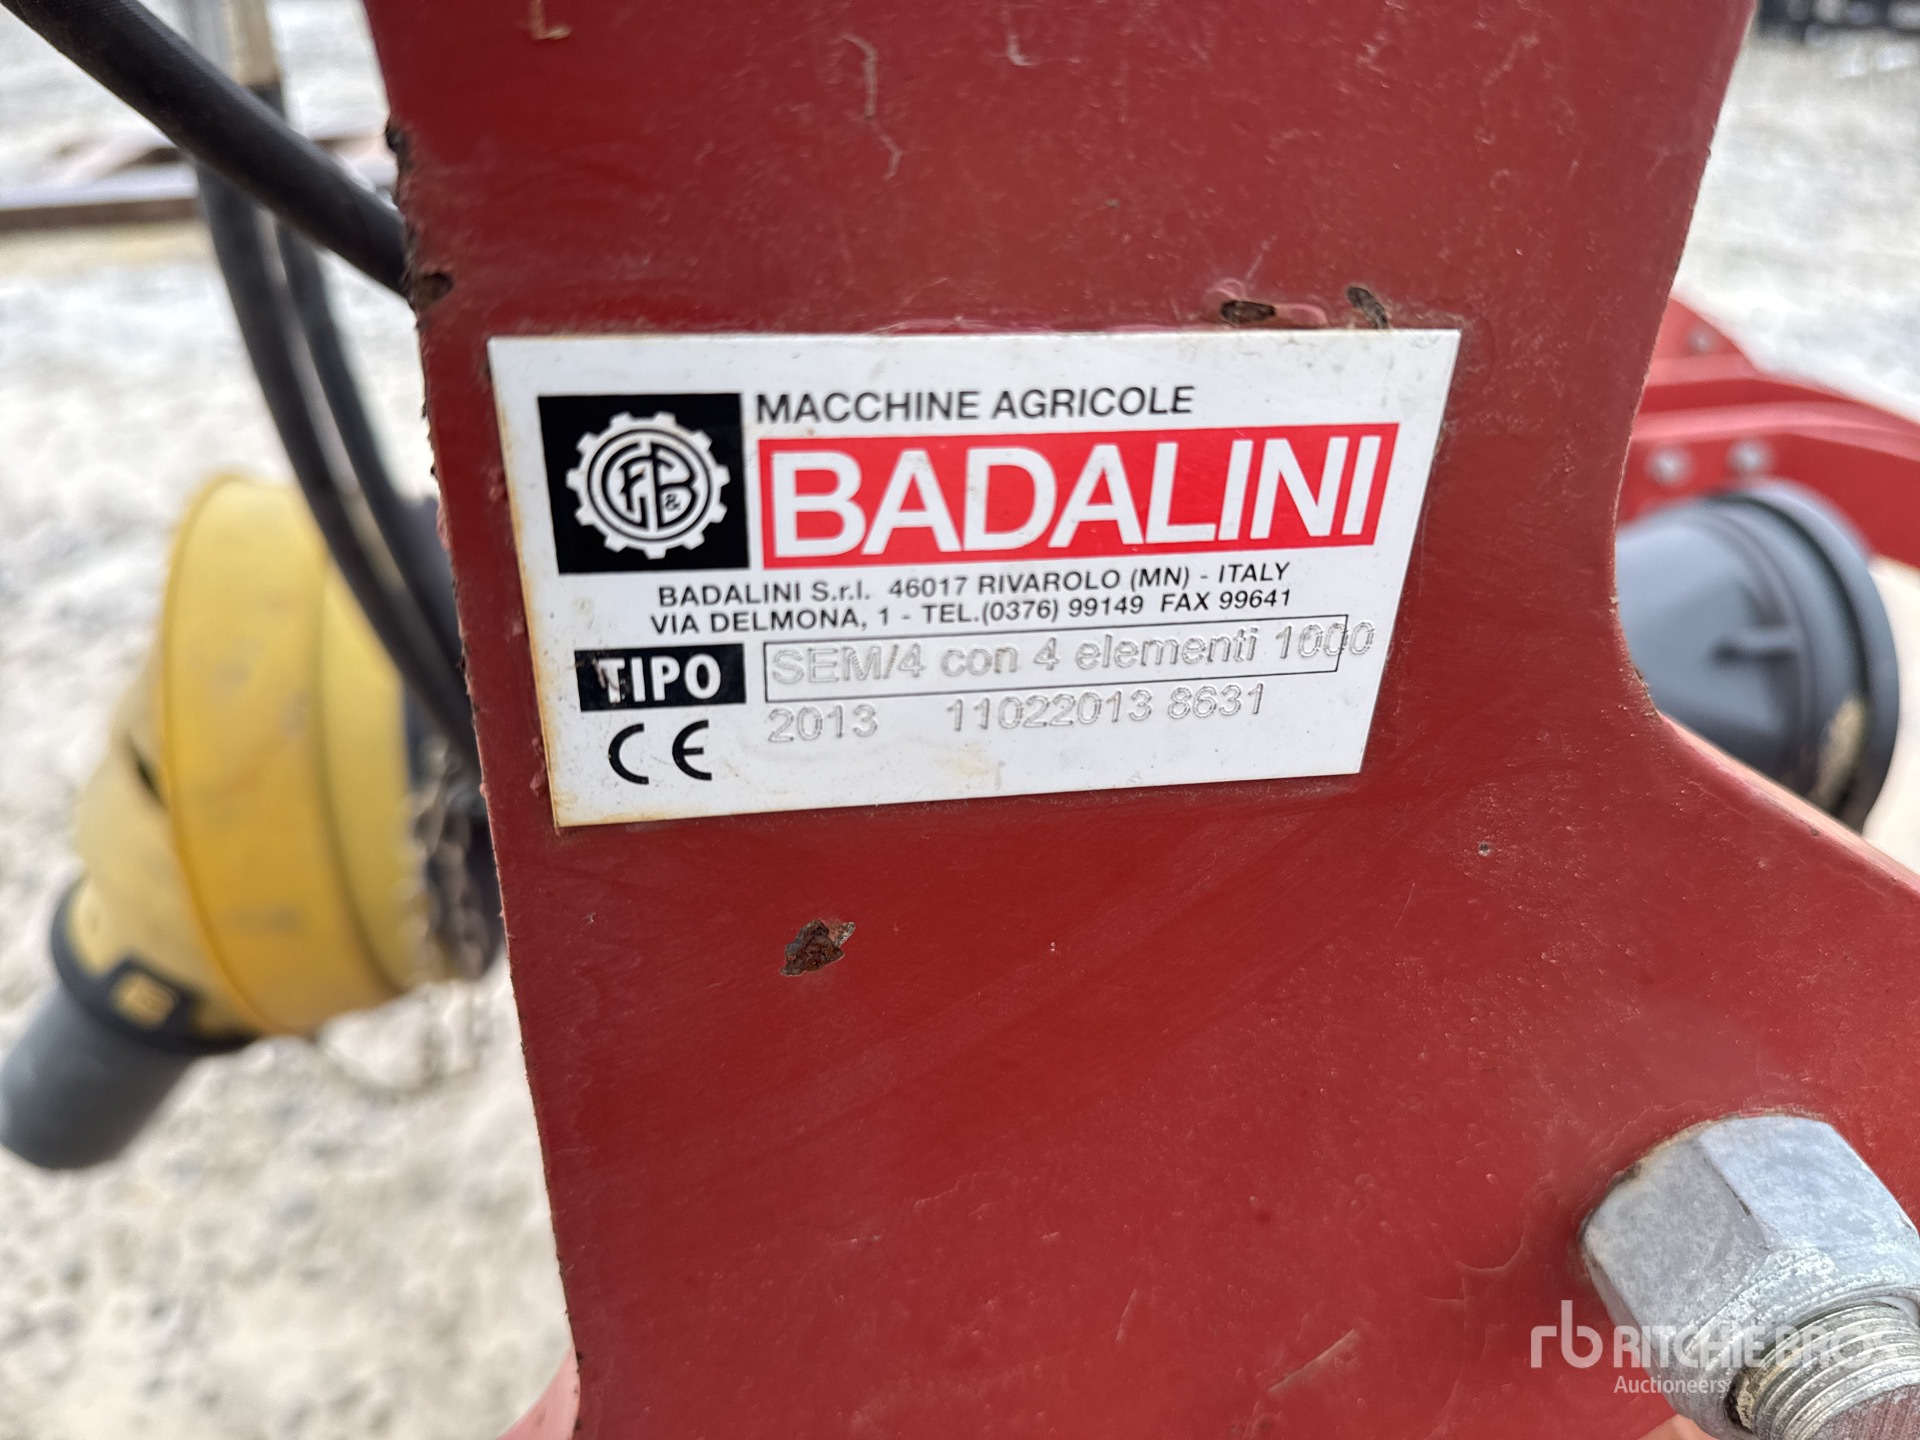 MACCHINE AGRICOLE
BADALINI
BADALINI S.r.l. 46017 RIVAROLO (MN) - ITALY
VIA DELMONA, 1 - TEL.(0376) 99149 FAX 99641
TIPO SEM/4 con 4 elementi 1000
CE 2013 11022013 8631
rb RITCHIE BROS
Auctioneers